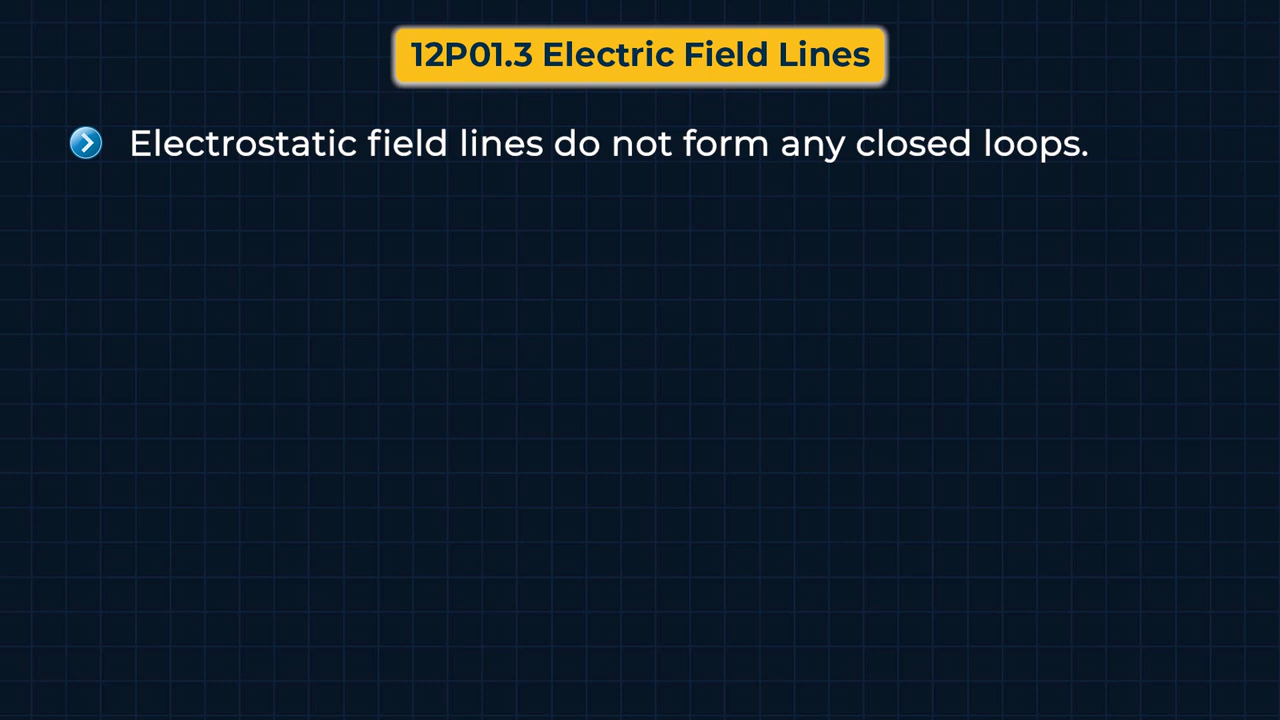 12P01.3 Electric Field Lines
Electrostatic field lines do not form any closed loops.